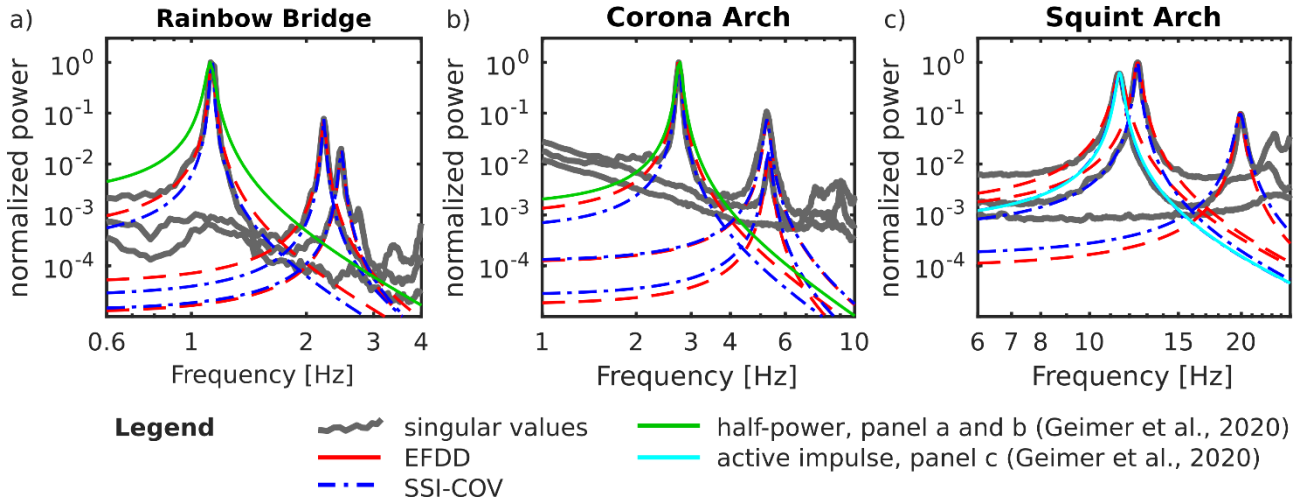 a) Rainbow Bridge
b) Corona Arch
c) Squint Arch
normalized power
10^0
10^-1
10^-2
10^-3
10^-4
0.6 1 2 3 4
Frequency [Hz]
normalized power
10^0
10^-1
10^-2
10^-3
10^-4
1 2 3 4 6 10
Frequency [Hz]
normalized power
10^0
10^-1
10^-2
10^-3
10^-4
6 7 8 10 15 20
Frequency [Hz]
Legend
singular values
EFDD
SSI-COV
half-power, panel a and b (Geimer et al., 2020)
active impulse, panel c (Geimer et al., 2020)